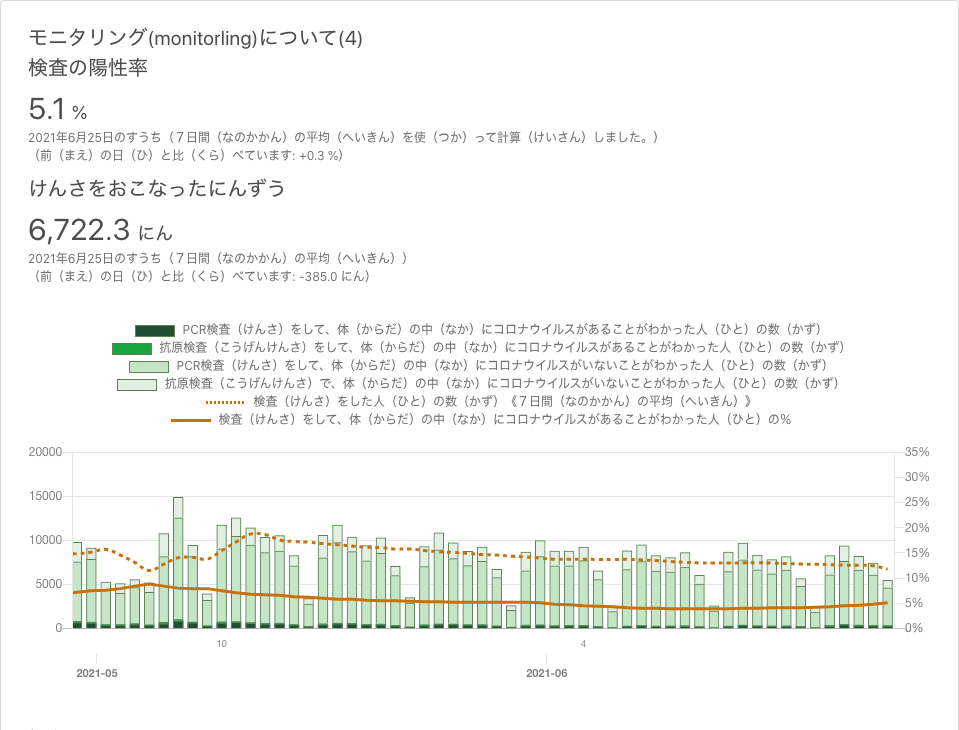 モニタリング(monitorling)について(4)
検査の陽性率
5.1 %
2021年6月25日のすうち（７日間（なのかかん）の平均（へいきん）を使（つか）って計算（けいさん）しました。）
（前（まえ）の日（ひ）と比（くら）べています: +0.3 %）
けんさをおこなったにんずう
6,722.3 にん
2021年6月25日のすうち（７日間（なのかかん）の平均（へいきん））
（前（まえ）の日（ひ）と比（くら）べています: -385.0 にん）
PCR検査（けんさ）をして、体（からだ）の中（なか）にコロナウイルスがあることがわかった人（ひと）の数（かず）
抗原検査（こうげんけんさ）をして、体（からだ）の中（なか）にコロナウイルスがあることがわかった人（ひと）の数（かず）
PCR検査（けんさ）をして、体（からだ）の中（なか）にコロナウイルスがいないことがわかった人（ひと）の数（かず）
抗原検査（こうげんけんさ）で、体（からだ）の中（なか）にコロナウイルスがいないことがわかった人（ひと）の数（かず）
検査（けんさ）をした人（ひと）の数（かず）《７日間（なのかかん）の平均（へいきん）》
検査（けんさ）をして、体（からだ）の中（なか）にコロナウイルスがあることがわかった人（ひと）の%
20000 35%
30%
15000 25%
20%
10000 15%
5000 10%
5%
0 0%
10 4
2021-05 2021-06